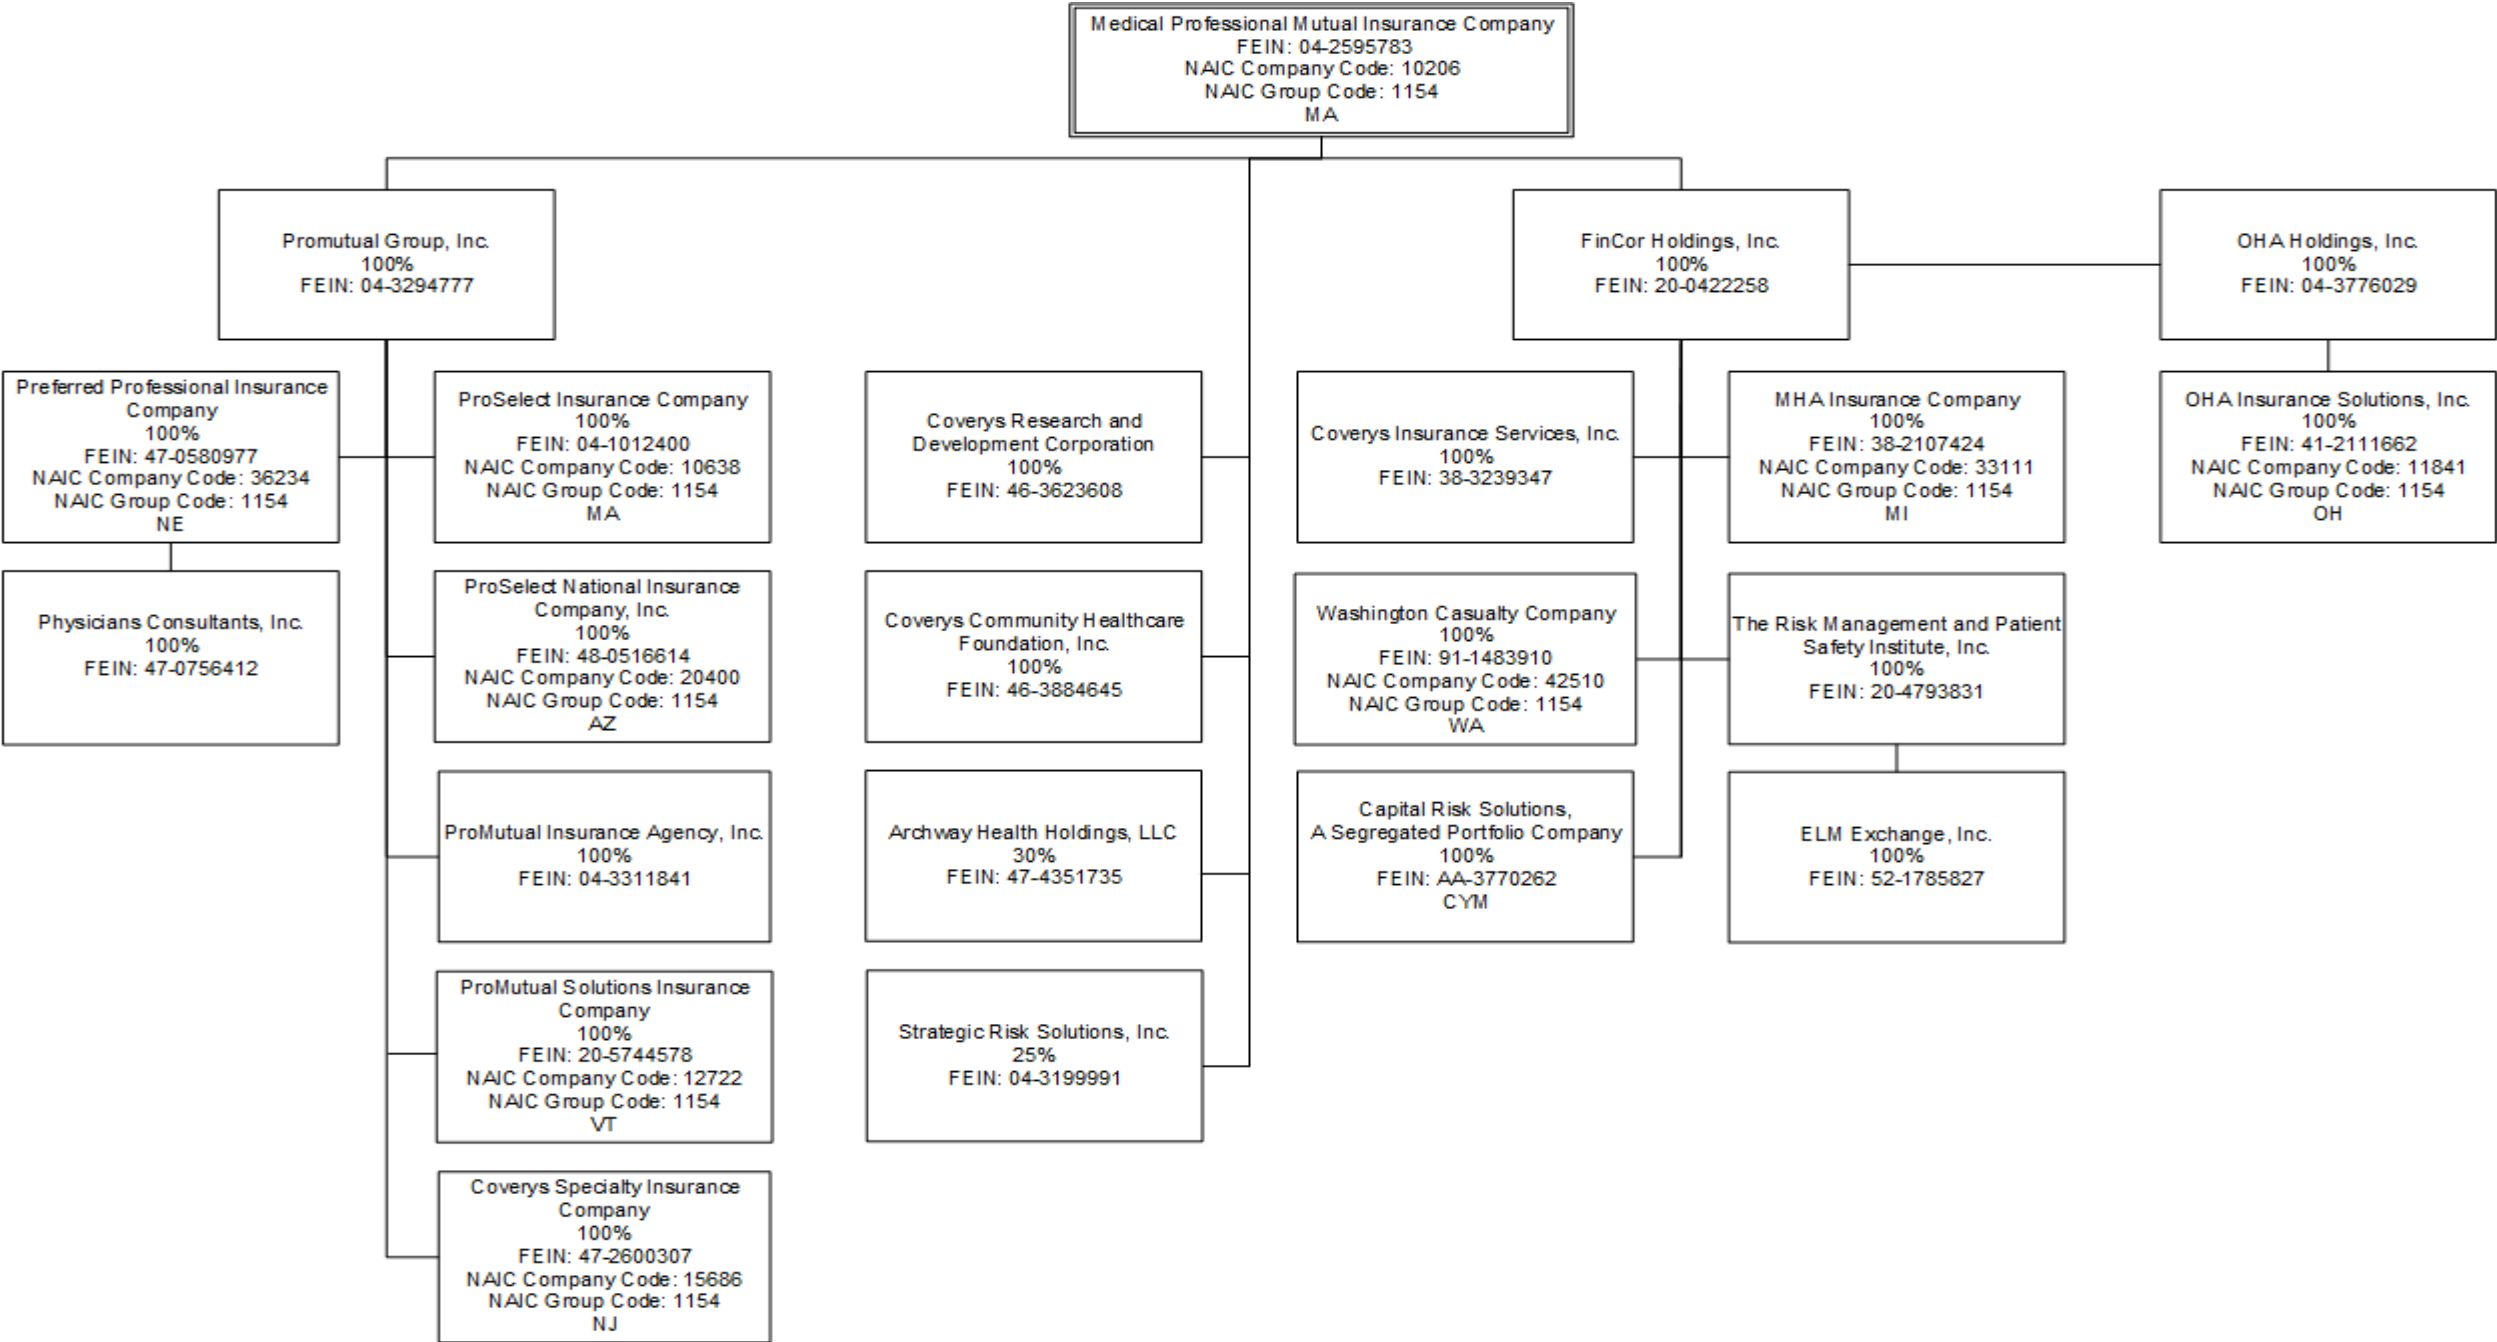 Medical Professional Mutual Insurance Company
FEIN: 04-2595783
NAIC Company Code: 10206
NAIC Group Code: 1154
MA
Promutual Group, Inc.
100%
FEIN: 04-3294777
FinCor Holdings, Inc.
100%
FEIN: 20-0422258
OHA Holdings, Inc.
100%
FEIN: 04-3776029
Preferred Professional Insurance
Company
100%
FEIN: 47-0580977
NAIC Company Code: 36234
NAIC Group Code: 1154
NE
ProSelect Insurance Company
100%
FEIN: 04-1012400
NAIC Company Code: 10638
NAIC Group Code: 1154
MA
Coverys Research and
Development Corporation
100%
FEIN: 46-3623608
Coverys Insurance Services, Inc.
100%
FEIN: 38-3239347
MHA Insurance Company
100%
FEIN: 38-2107424
NAIC Company Code: 33111
NAIC Group Code: 1154
MI
OHA Insurance Solutions, Inc.
100%
FEIN: 41-2111662
NAIC Company Code: 11841
NAIC Group Code: 1154
OH
Physicians Consultants, Inc.
100%
FEIN: 47-0756412
ProSelect National Insurance
Company, Inc.
100%
FEIN: 48-0516614
NAIC Company Code: 20400
NAIC Group Code: 1154
AZ
Coverys Community Healthcare
Foundation, Inc.
100%
FEIN: 46-3884645
Washington Casualty Company
100%
FEIN: 91-1483910
NAIC Company Code: 42510
NAIC Group Code: 1154
WA
The Risk Management and Patient
Safety Institute, Inc.
100%
FEIN: 20-4793831
ProMutual Insurance Agency, Inc.
100%
FEIN: 04-3311841
Archway Health Holdings, LLC
30%
FEIN: 47-4351735
Capital Risk Solutions,
A Segregated Portfolio Company
100%
FEIN: AA-3770262
CYM
ELM Exchange, Inc.
100%
FEIN: 52-1785827
ProMutual Solutions Insurance
Company
100%
FEIN: 20-5744578
NAIC Company Code: 12722
NAIC Group Code: 1154
VT
Strategic Risk Solutions, Inc.
25%
FEIN: 04-3199991
Coverys Specialty Insurance
Company
100%
FEIN: 47-2600307
NAIC Company Code: 15686
NAIC Group Code: 1154
NJ